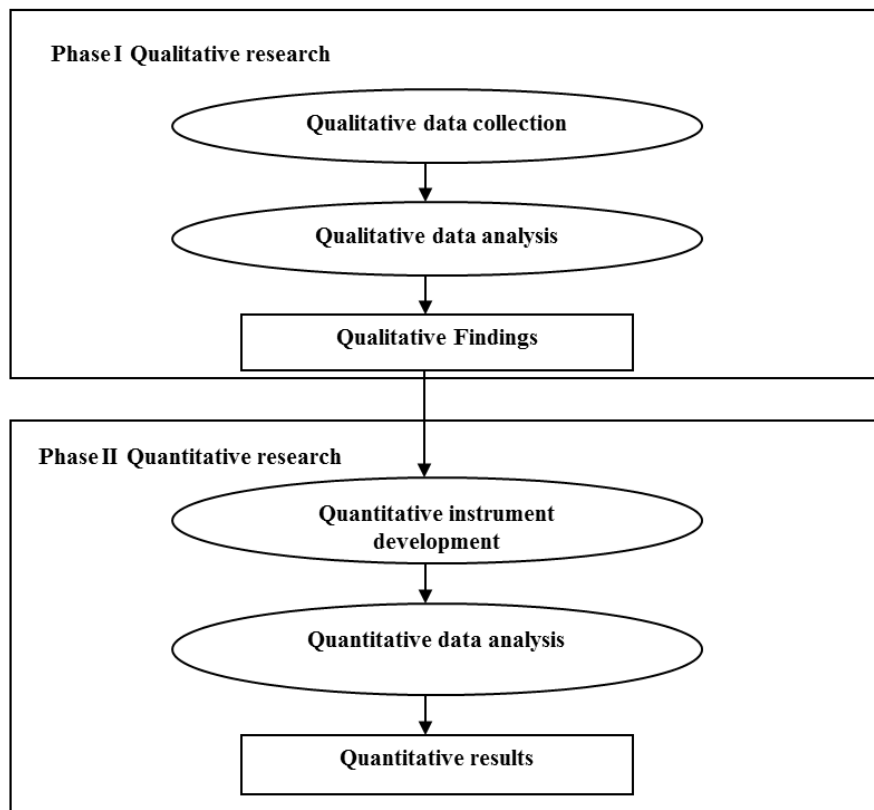 Phase I Qualitative research
Qualitative data collection
Qualitative data analysis
Qualitative Findings
Phase II Quantitative research
Quantitative instrument
development
Quantitative data analysis
Quantitative results